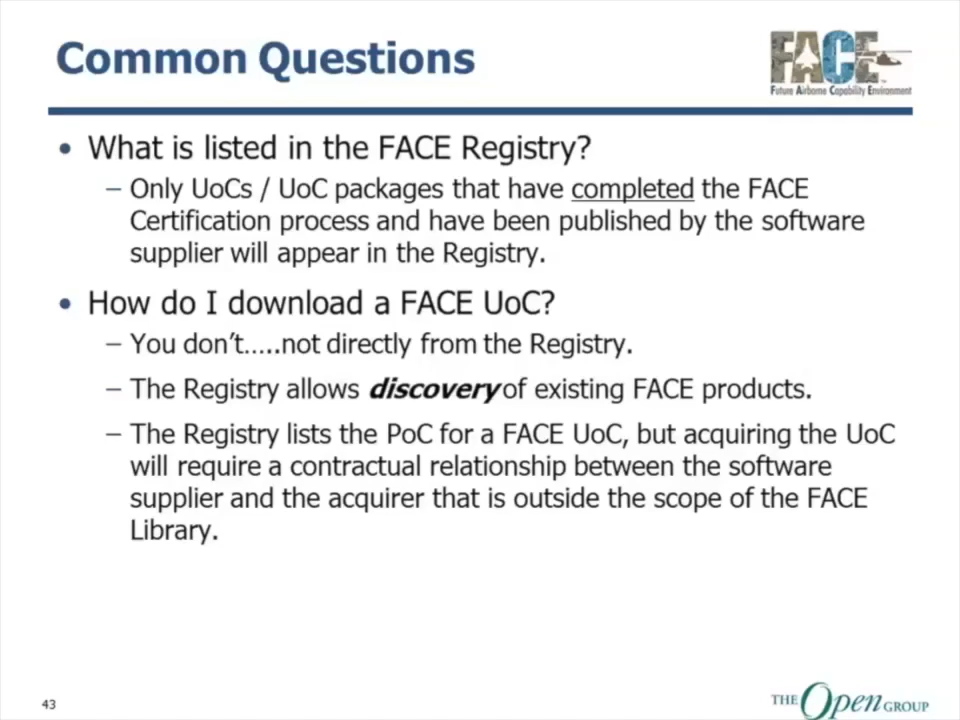 Common Questions
FACE
Future Airborne Capability Environment
• What is listed in the FACE Registry?
– Only UoCs / UoC packages that have completed the FACE
Certification process and have been published by the software
supplier will appear in the Registry.
• How do I download a FACE UoC?
– You don't.....not directly from the Registry.
– The Registry allows discovery of existing FACE products.
– The Registry lists the PoC for a FACE UoC, but acquiring the UoC
will require a contractual relationship between the software
supplier and the acquirer that is outside the scope of the FACE
Library.
43
THE Open GROUP